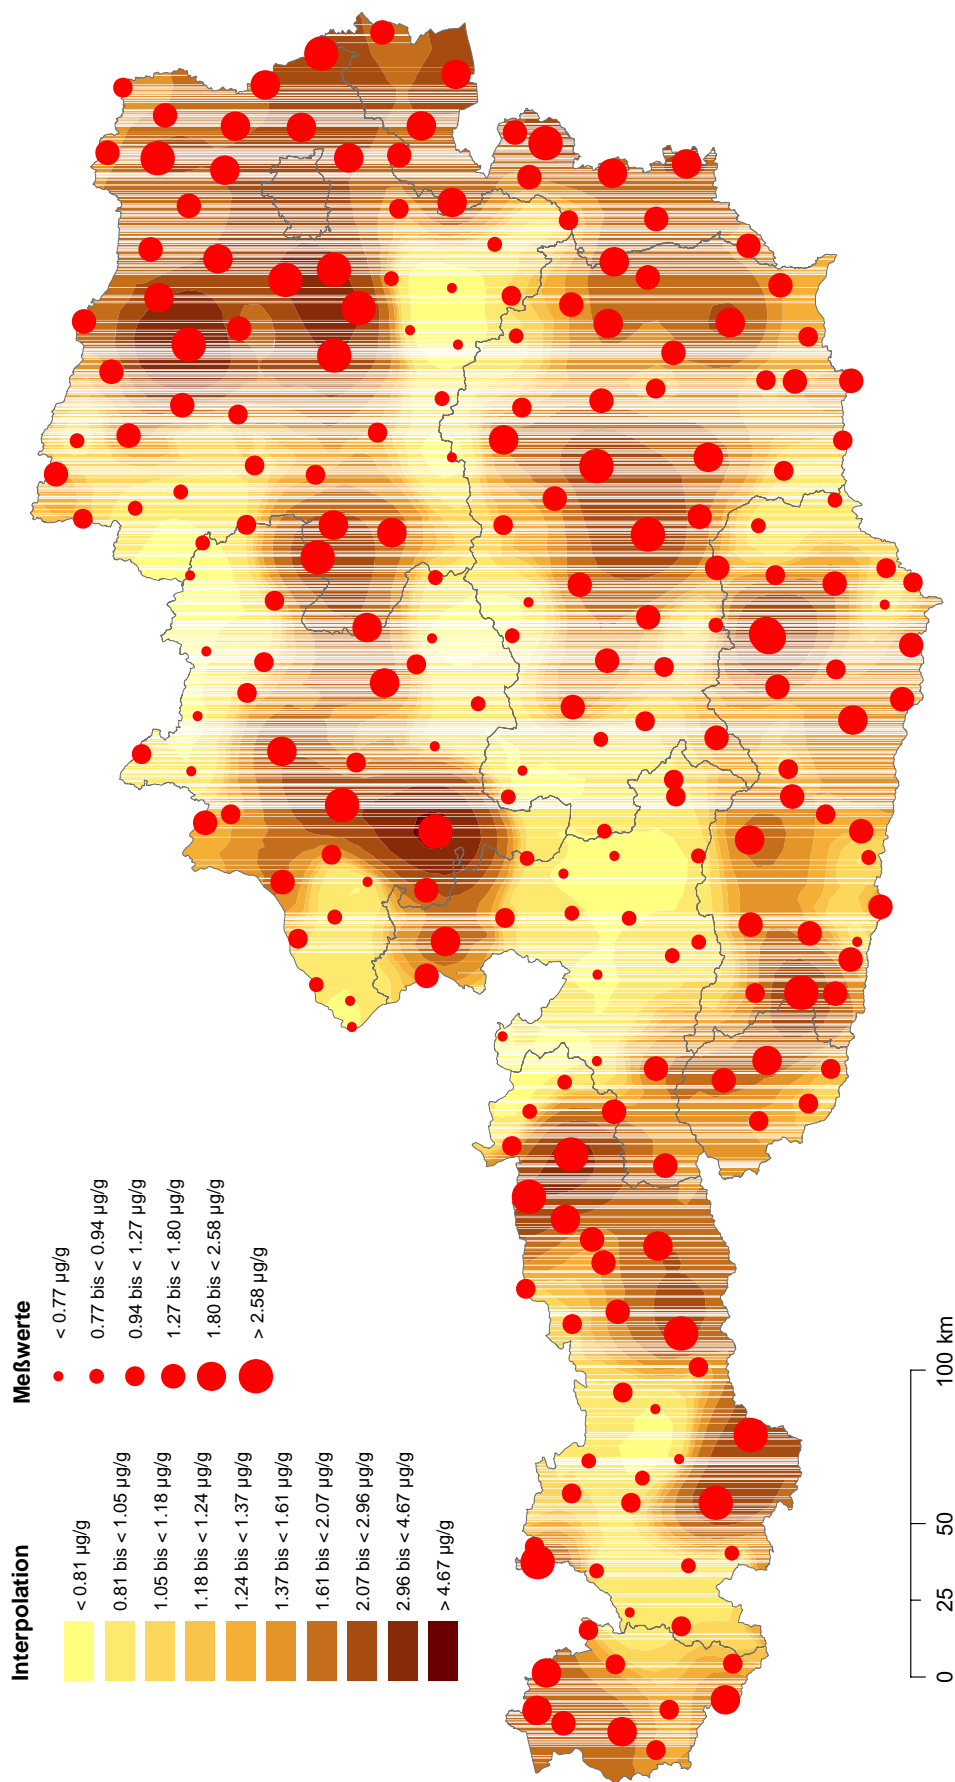 Interpolation
< 0.81 µg/g
0.81 bis < 1.05 µg/g
1.05 bis < 1.18 µg/g
1.18 bis < 1.24 µg/g
1.24 bis < 1.37 µg/g
1.37 bis < 1.61 µg/g
1.61 bis < 2.07 µg/g
2.07 bis < 2.96 µg/g
2.96 bis < 4.67 µg/g
> 4.67 µg/g
Meßwerte
< 0.77 µg/g
0.77 bis < 0.94 µg/g
0.94 bis < 1.27 µg/g
1.27 bis < 1.80 µg/g
1.80 bis < 2.58 µg/g
> 2.58 µg/g
0 25 50 100 km